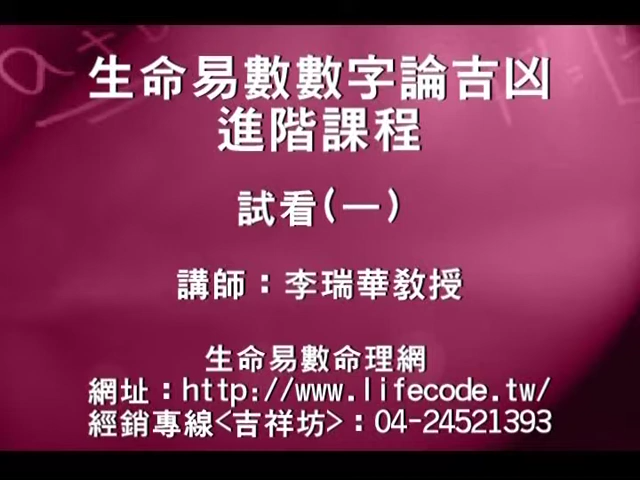 生命易數數字論吉凶
進階課程
試看(一)
講師：李瑞華教授
生命易數命理網
網址：http://www.lifecode.tw/
經銷專線<吉祥坊>：04-24521393